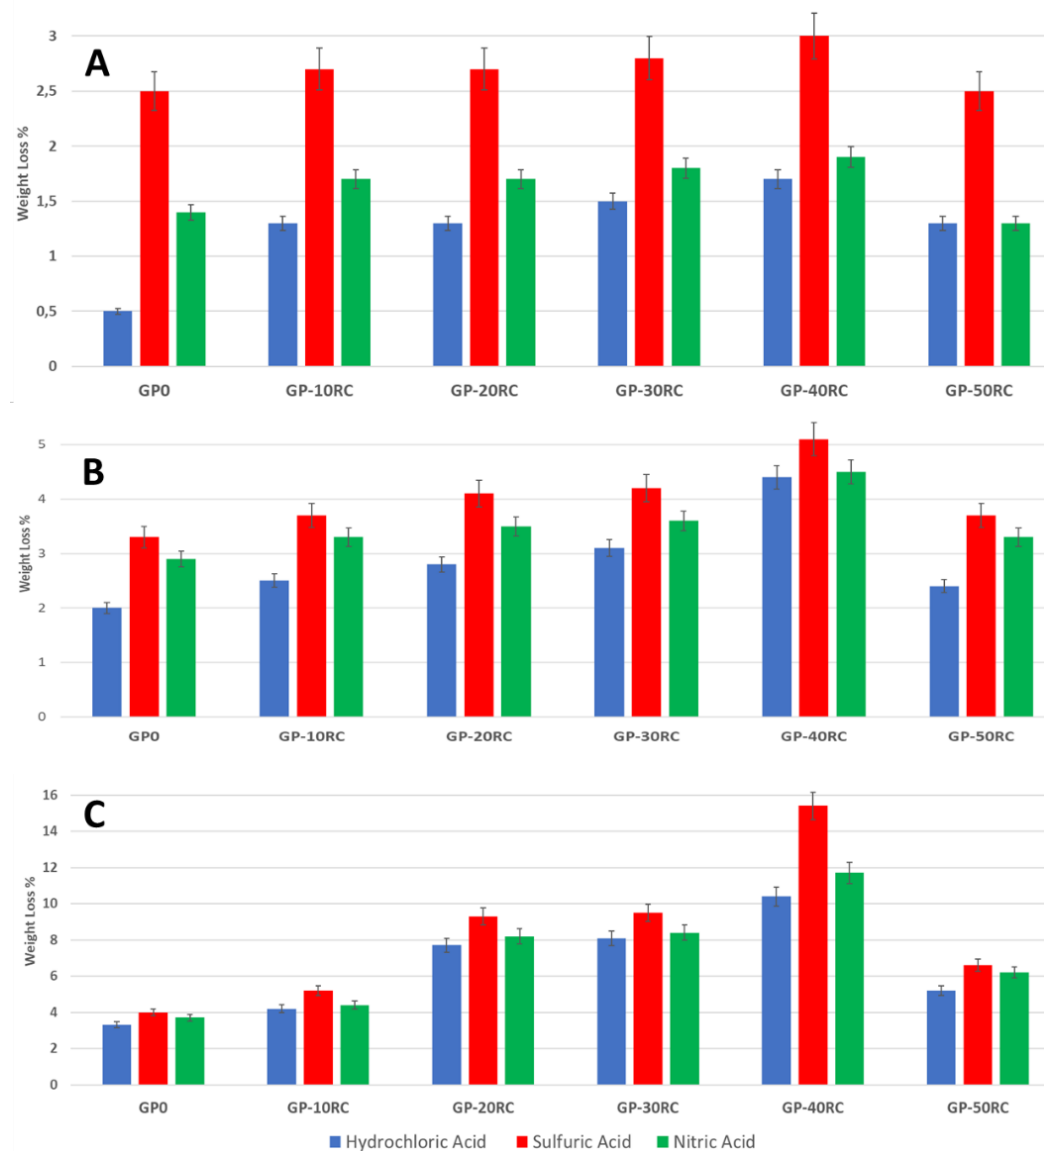 A
Weight Loss %
3
2,5
2
1,5
1
0,5
0
GP0 GP-10RC GP-20RC GP-30RC GP-40RC GP-50RC
B
Weight Loss %
5
4
3
2
1
0
GP0 GP-10RC GP-20RC GP-30RC GP-40RC GP-50RC
C
Weight Loss %
16
14
12
10
8
6
4
2
0
GP0 GP-10RC GP-20RC GP-30RC GP-40RC GP-50RC
Hydrochloric Acid Sulfuric Acid Nitric Acid